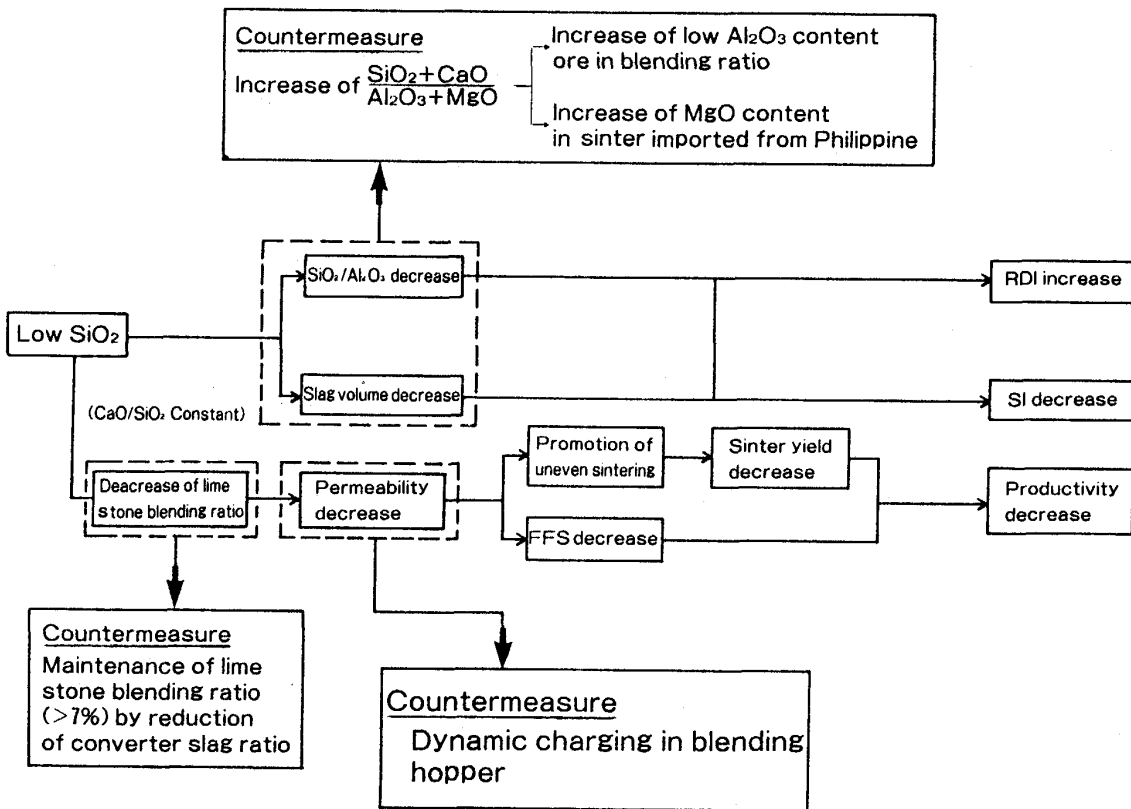 Countermeasure
Increase of SiO₂+CaO
Al₂O₃+MgO
Increase of low Al₂O₃ content
ore in blending ratio
Increase of MgO content
in sinter imported from Philippine
SiO₂/Al₂O₃ decrease
RDI increase
Low SiO₂
Slag volume decrease
SI decrease
(CaO/SiO₂ Constant)
Deacrease of lime
stone blending ratio
Permeability
decrease
Promotion of
uneven sintering
Sinter yield
decrease
FFS decrease
Productivity
decrease
Countermeasure
Maintenance of lime
stone blending ratio
(>7%) by reduction
of converter slag ratio
Countermeasure
Dynamic charging in blending
hopper